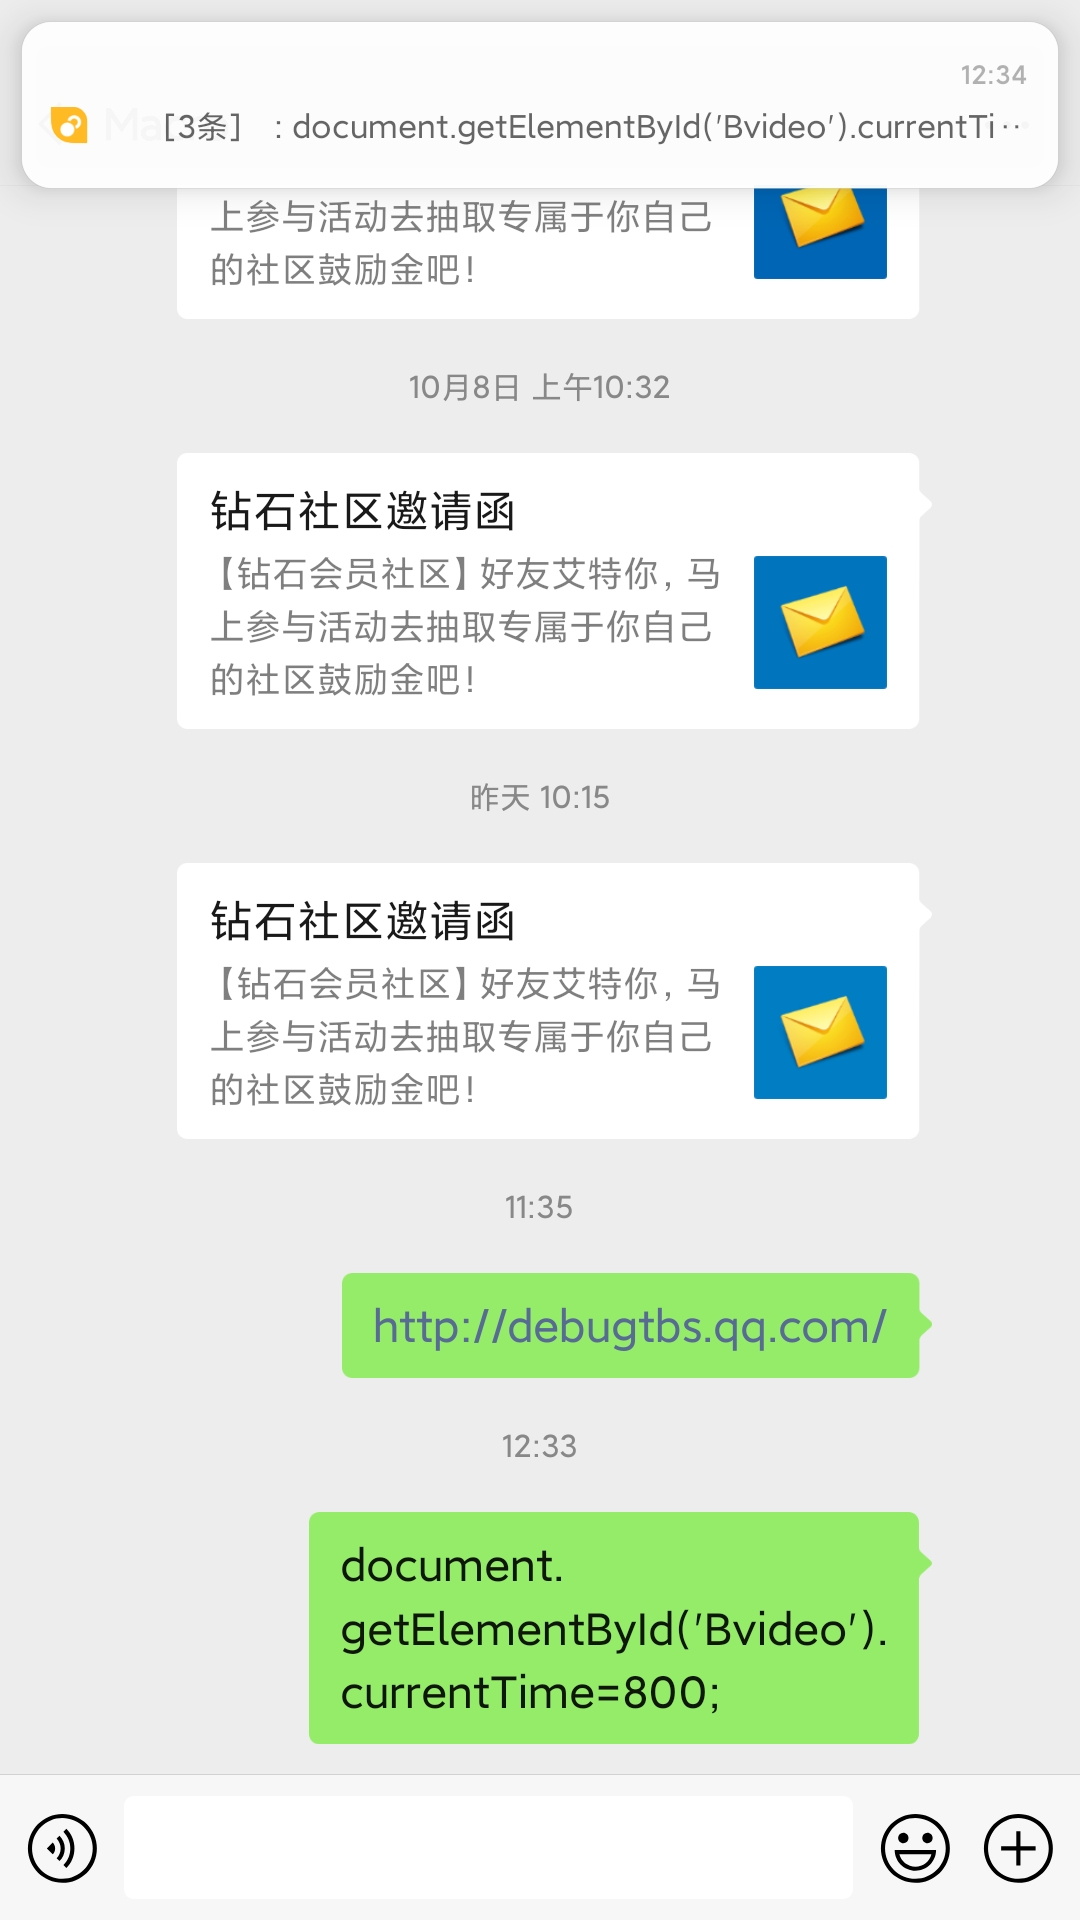 12:34
[3条] : document.getElementById('Bvideo').currentTi…
上参与活动去抽取专属于你自己
的社区鼓励金吧!
10月8日 上午10:32
钻石社区邀请函
【钻石会员社区】好友艾特你,马
上参与活动去抽取专属于你自己
的社区鼓励金吧!
昨天 10:15
钻石社区邀请函
【钻石会员社区】好友艾特你,马
上参与活动去抽取专属于你自己
的社区鼓励金吧!
11:35
http://debugtbs.qq.com/
12:33
document.
getElementById('Bvideo').
currentTime=800;